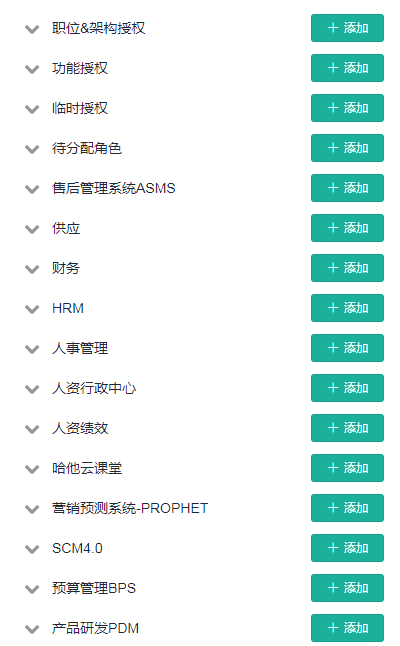 职位&架构授权 + 添加
功能授权 + 添加
临时授权 + 添加
待分配角色 + 添加
售后管理系统ASMS + 添加
供应 + 添加
财务 + 添加
HRM + 添加
人事管理 + 添加
人资行政中心 + 添加
人资绩效 + 添加
哈他云课堂 + 添加
营销预测系统-PROPHET + 添加
SCM4.0 + 添加
预算管理BPS + 添加
产品研发PDM + 添加